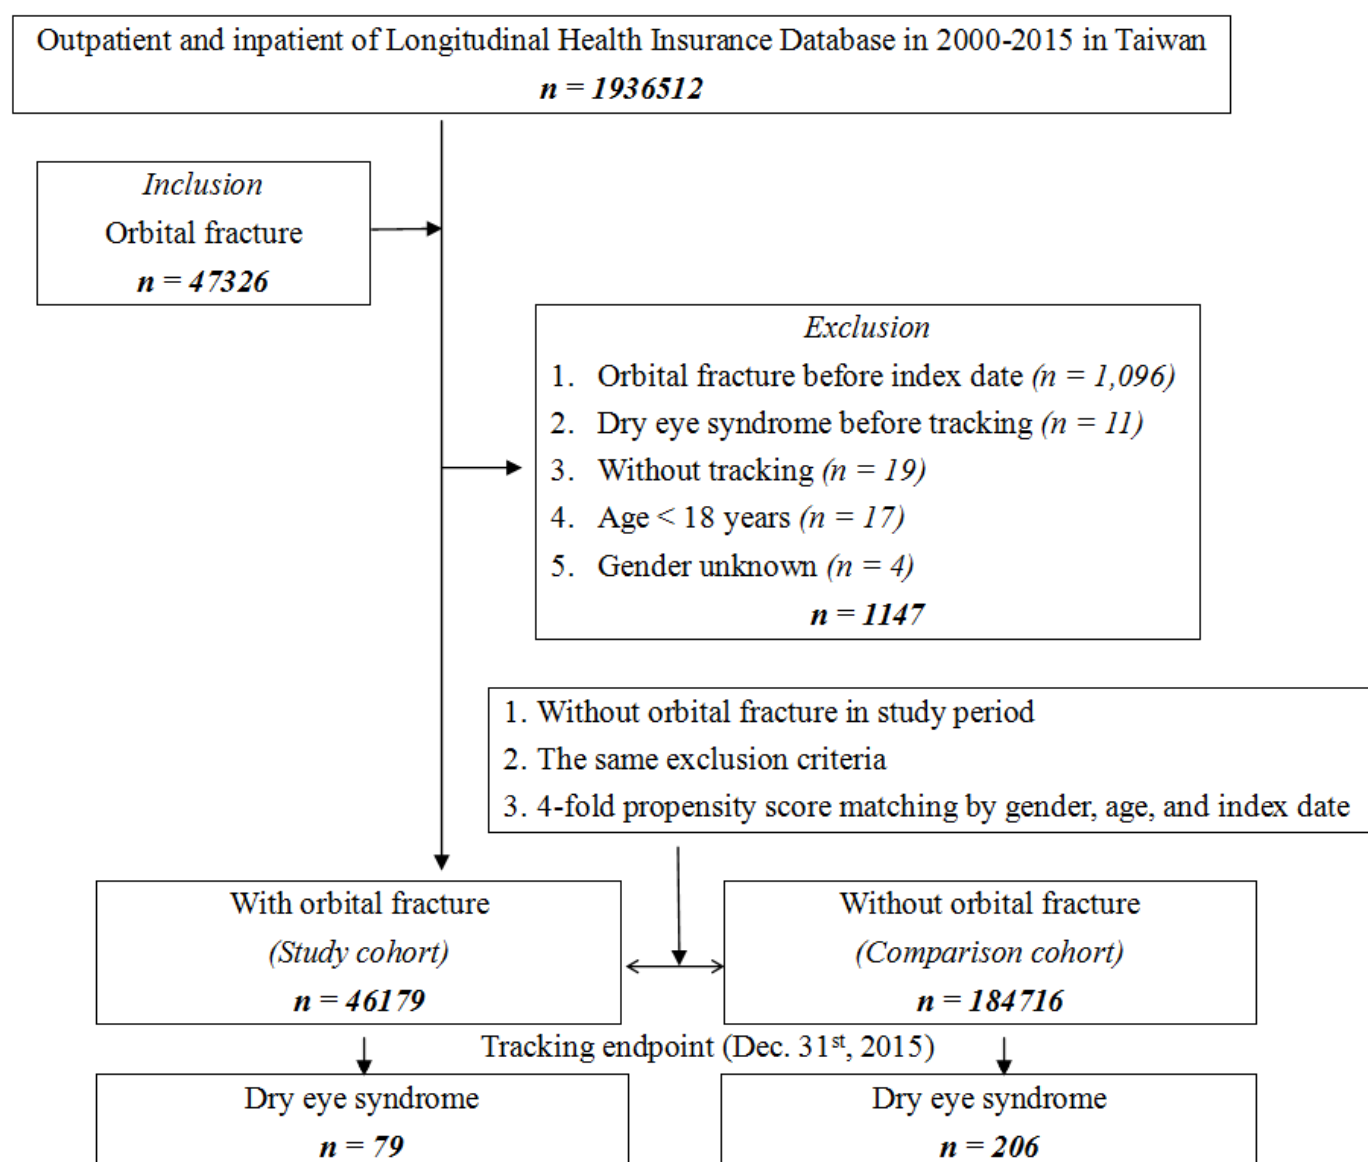 Outpatient and inpatient of Longitudinal Health Insurance Database in 2000-2015 in Taiwan
n = 1936512
Inclusion
Orbital fracture
n = 47326
Exclusion
1. Orbital fracture before index date (n = 1,096)
2. Dry eye syndrome before tracking (n = 11)
3. Without tracking (n = 19)
4. Age < 18 years (n = 17)
5. Gender unknown (n = 4)
n = 1147
1. Without orbital fracture in study period
2. The same exclusion criteria
3. 4-fold propensity score matching by gender, age, and index date
With orbital fracture
(Study cohort)
n = 46179
Without orbital fracture
(Comparison cohort)
n = 184716
Tracking endpoint (Dec. 31st, 2015)
Dry eye syndrome
n = 79
Dry eye syndrome
n = 206